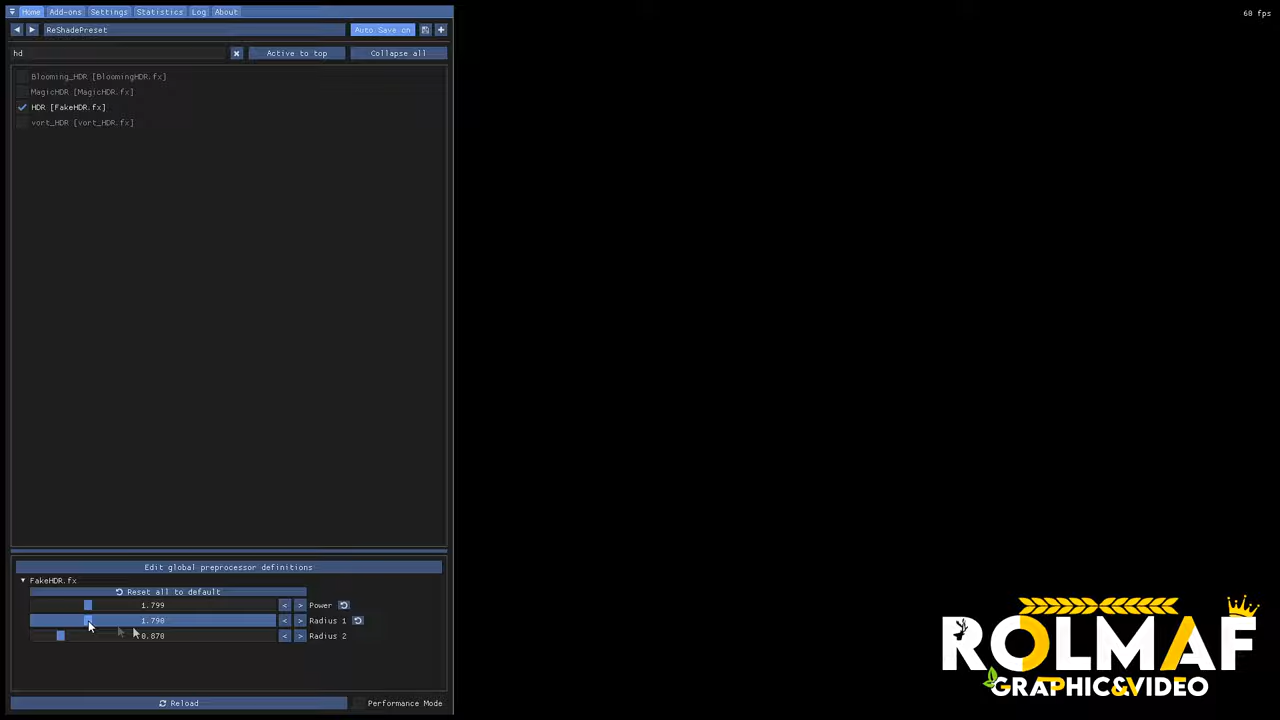 Home Add-ons Settings Statistics Log About
60 fps
ReShadePreset Auto Save on
hd Active to top Collapse all
Blooming_HDR [BloomingHDR.fx]
MagicHDR [MagicHDR.fx]
HDR [FakeHDR.fx]
vort_HDR [vort_HDR.fx]
Edit global preprocessor definitions
FakeHDR.fx
Reset all to default
1.799 < > Power
1.790 < > Radius 1
0.870 < > Radius 2
Reload Performance Mode
ROLMAF
GRAPHIC&VIDEO